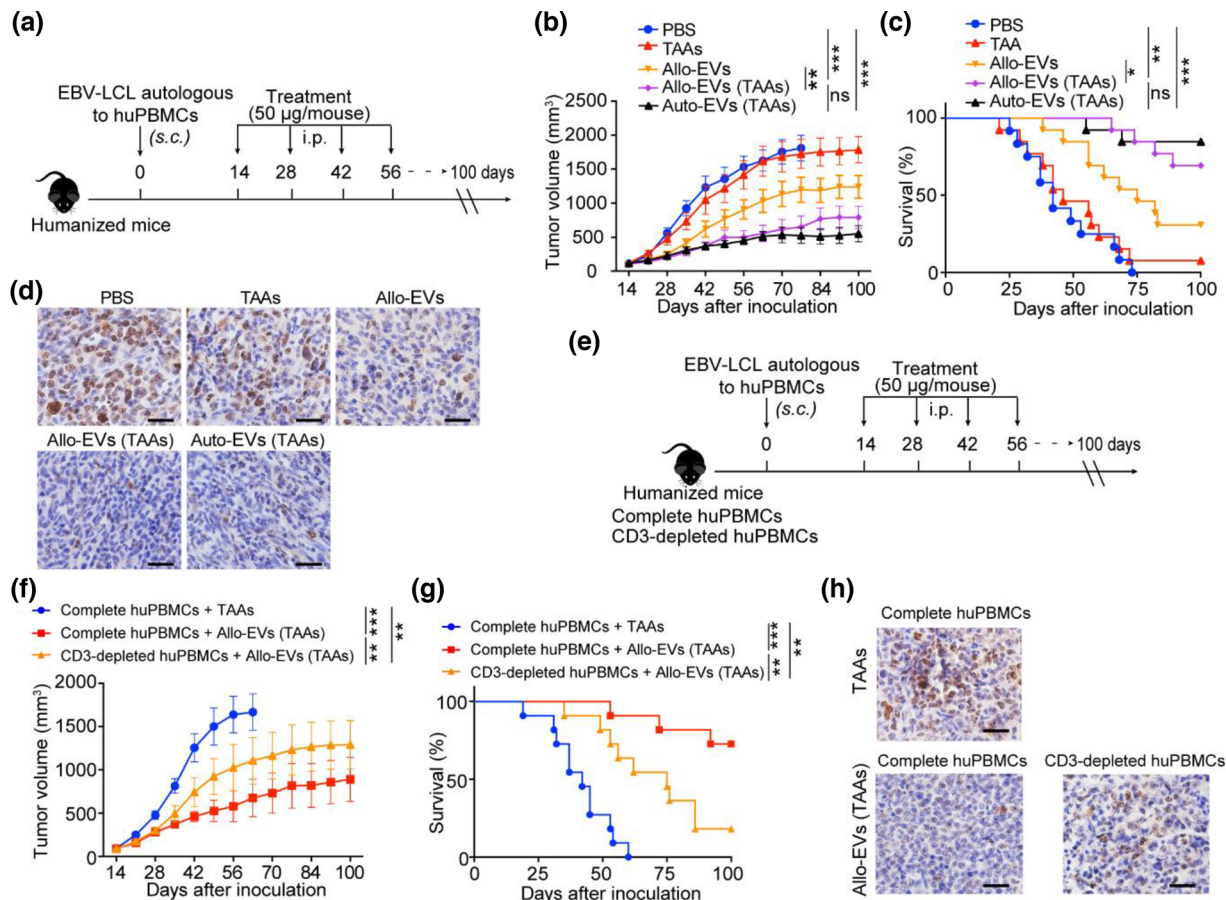 (a)
EBV-LCL autologous
to huPBMCs
(s.c.)
Treatment
(50 µg/mouse)
i.p.
0 14 28 42 56 100 days
Humanized mice
(b)
PBS
TAAs
Allo-EVs
Allo-EVs (TAAs)
Auto-EVs (TAAs)
** *** ns ***
Tumor volume (mm³)
2500
2000
1500
1000
500
0
14 28 42 56 70 84 100
Days after inoculation
(c)
PBS
TAA
Allo-EVs
Allo-EVs (TAAs)
Auto-EVs (TAAs)
* ** ns ***
Survival (%)
100
50
0
0 25 50 75 100
Days after inoculation
(d)
PBS TAAs Allo-EVs
Allo-EVs (TAAs) Auto-EVs (TAAs)
(e)
EBV-LCL autologous
to huPBMCs
(s.c.)
Treatment
(50 µg/mouse)
i.p.
0 14 28 42 56 100 days
Humanized mice
Complete huPBMCs
CD3-depleted huPBMCs
(f)
Complete huPBMCs + TAAs
Complete huPBMCs + Allo-EVs (TAAs)
CD3-depleted huPBMCs + Allo-EVs (TAAs)
*** ** **
Tumor volume (mm³)
2000
1500
1000
500
0
14 28 42 56 70 84 100
Days after inoculation
(g)
Complete huPBMCs + TAAs
Complete huPBMCs + Allo-EVs (TAAs)
CD3-depleted huPBMCs + Allo-EVs (TAAs)
*** ** **
Survival (%)
100
50
0
0 25 50 75 100
Days after inoculation
(h)
Complete huPBMCs
TAAs
Complete huPBMCs CD3-depleted huPBMCs
Allo-EVs (TAAs)